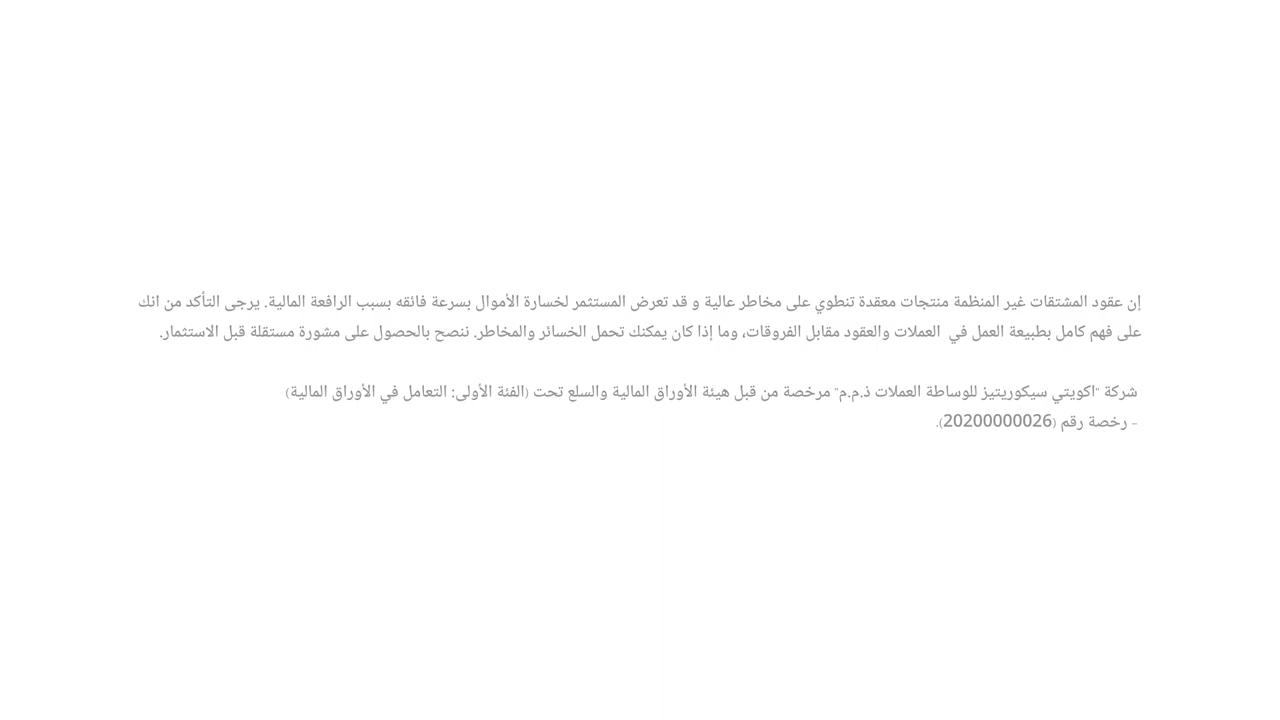 إن عقود المشتقات غير المنظمة منتجات معقدة تنطوي على مخاطر عالية و قد تعرض المستثمر لخسارة الأموال بسرعة فائقه بسبب الرافعة المالية. يرجى التأكد من انك
على فهم كامل بطبيعة العمل في العملات والعقود مقابل الفروقات، وما إذا كان يمكنك تحمل الخسائر والمخاطر. ننصح بالحصول على مشورة مستقلة قبل الاستثمار.
شركة "اكويتي سيكوريتيز للوساطة العملات ذ.م.م" مرخصة من قبل هيئة الأوراق المالية والسلع تحت (الفئة الأولى: التعامل في الأوراق المالية)
- رخصة رقم (20200000026).